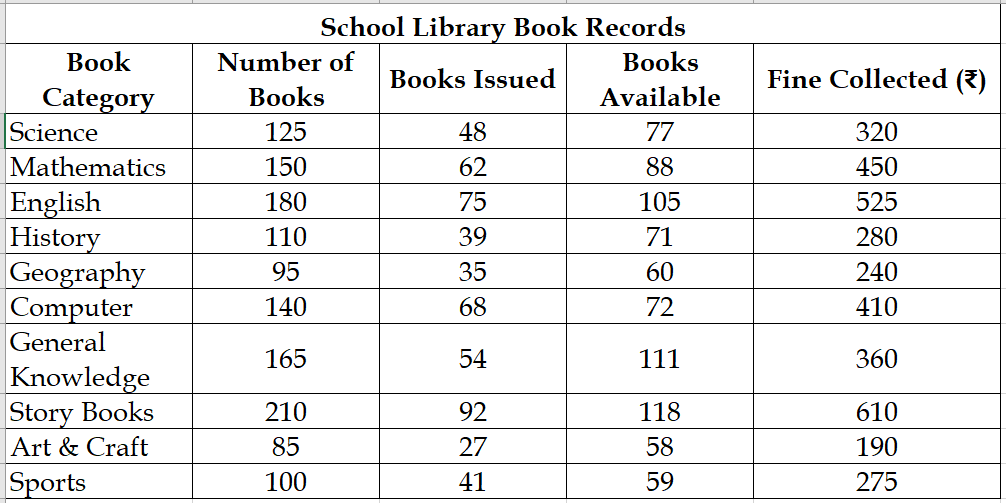 School Library Book Records
Book Category Number of Books Books Issued Books Available Fine Collected (₹)
Science 125 48 77 320
Mathematics 150 62 88 450
English 180 75 105 525
History 110 39 71 280
Geography 95 35 60 240
Computer 140 68 72 410
General Knowledge 165 54 111 360
Story Books 210 92 118 610
Art & Craft 85 27 58 190
Sports 100 41 59 275